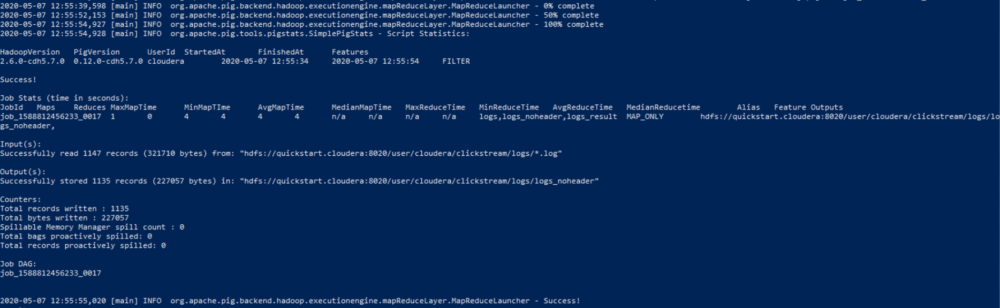 2020-05-07 12:55:39,598 [main] INFO  org.apache.pig.backend.hadoop.executionengine.mapReduceLayer.MapReduceLauncher - 0% complete
2020-05-07 12:55:52,153 [main] INFO  org.apache.pig.backend.hadoop.executionengine.mapReduceLayer.MapReduceLauncher - 50% complete
2020-05-07 12:55:54,927 [main] INFO  org.apache.pig.backend.hadoop.executionengine.mapReduceLayer.MapReduceLauncher - 100% complete
2020-05-07 12:55:54,928 [main] INFO  org.apache.pig.tools.pigstats.SimplePigStats - Script Statistics:
HadoopVersion   PigVersion      UserId  StartedAt       FinishedAt      Features
2.6.0-cdh5.7.0  0.12.0-cdh5.7.0 cloudera        2020-05-07 12:55:34     2020-05-07 12:55:54     FILTER
Success!
Job Stats (time in seconds):
JobId   Maps    Reduces MaxMapTime      MinMapTIme      AvgMapTime      MedianMapTime   MaxReduceTime   MinReduceTime   AvgReduceTime   MedianReducetime        Alias   Feature Outputs
job_1588812456233_0017  1       0       4       4       4       4       n/a     n/a     n/a     n/a     logs,logs_noheader,logs_result  MAP_ONLY        hdfs://quickstart.cloudera:8020/user/cloudera/clickstream/logs/lo
gs_noheader,
Input(s):
Successfully read 1147 records (321710 bytes) from: "hdfs://quickstart.cloudera:8020/user/cloudera/clickstream/logs/*.log"
Output(s):
Successfully stored 1135 records (227057 bytes) in: "hdfs://quickstart.cloudera:8020/user/cloudera/clickstream/logs/logs_noheader"
Counters:
Total records written : 1135
Total bytes written : 227057
Spillable Memory Manager spill count : 0
Total bags proactively spilled: 0
Total records proactively spilled: 0
Job DAG:
job_1588812456233_0017
2020-05-07 12:55:55,020 [main] INFO  org.apache.pig.backend.hadoop.executionengine.mapReduceLayer.MapReduceLauncher - Success!